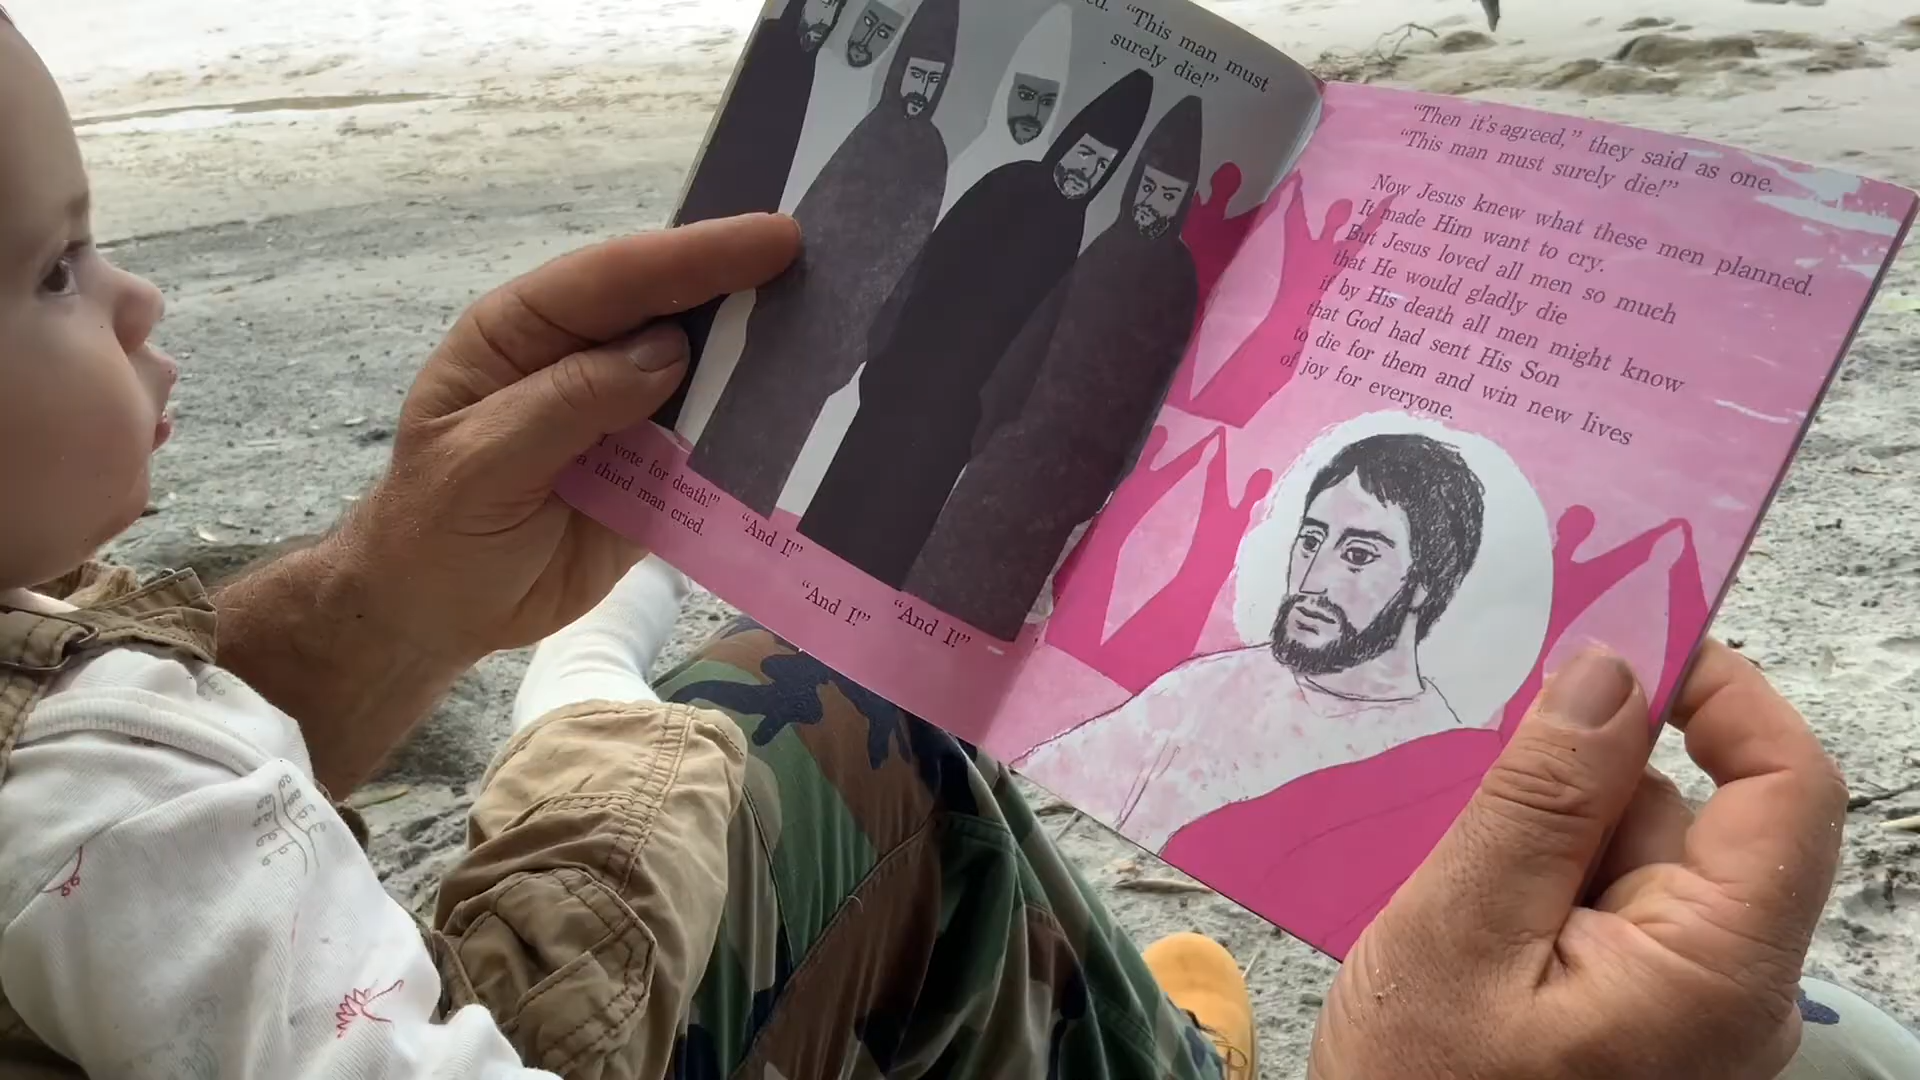 ed. "This man must
surely die!"
"I vote for death!"
a third man cried.
"And I!"
"And I!"
"And I!"
"Then it's agreed," they said as one.
"This man must surely die!"
Now Jesus knew what these men planned.
It made Him want to cry.
But Jesus loved all men so much
that He would gladly die
if by His death all men might know
that God had sent His Son
to die for them and win new lives
of joy for everyone.